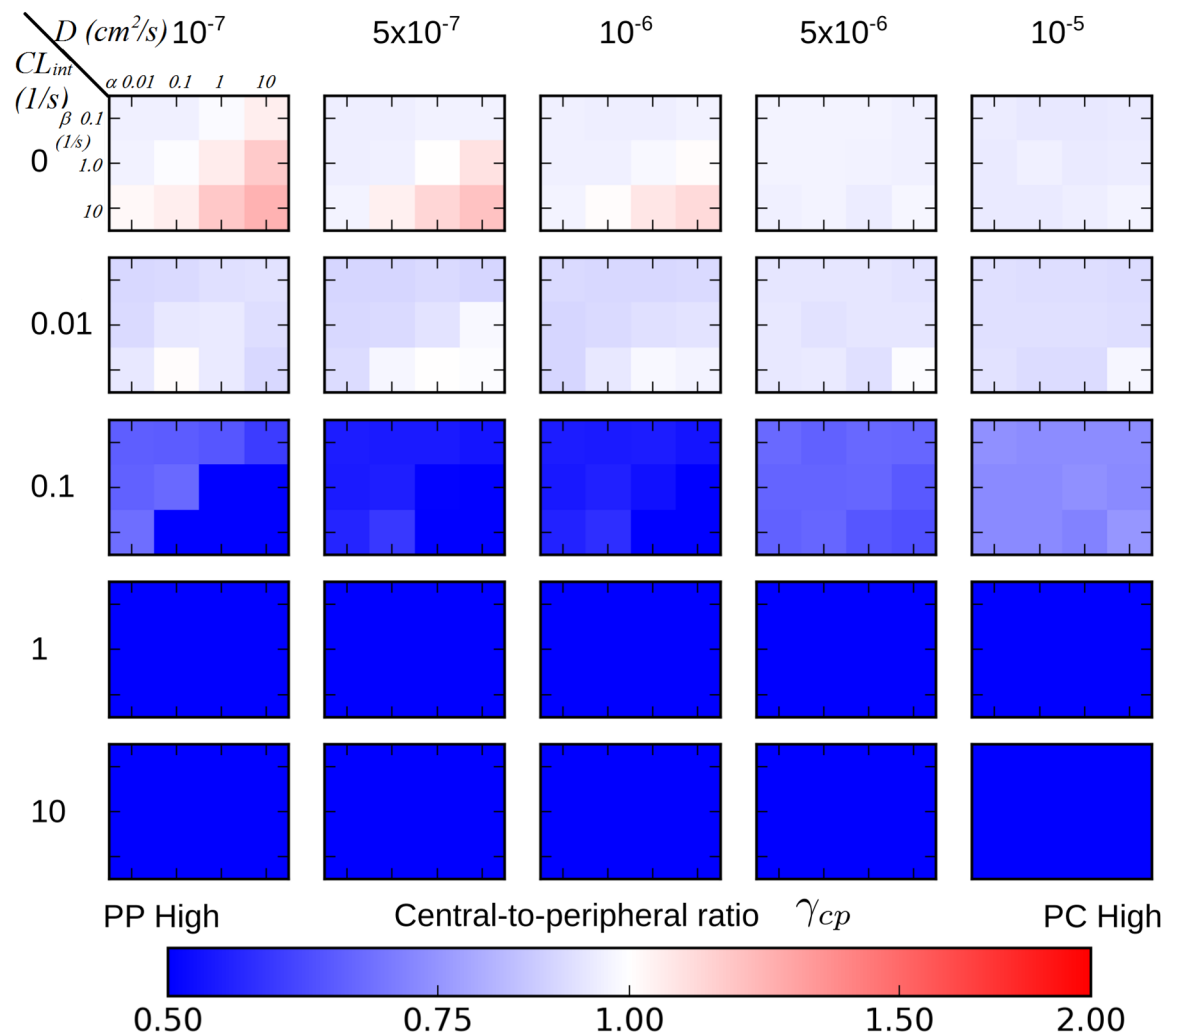 D (cm²/s) 10⁻⁷ 5x10⁻⁷ 10⁻⁶ 5x10⁻⁶ 10⁻⁵
CLint
(1/s)
α 0.01 0.1 1 10
β 0.1
(1/s)
0 1.0
10
0.01
0.1
1
10
PP High Central-to-peripheral ratio γcp PC High
0.50 0.75 1.00 1.50 2.00